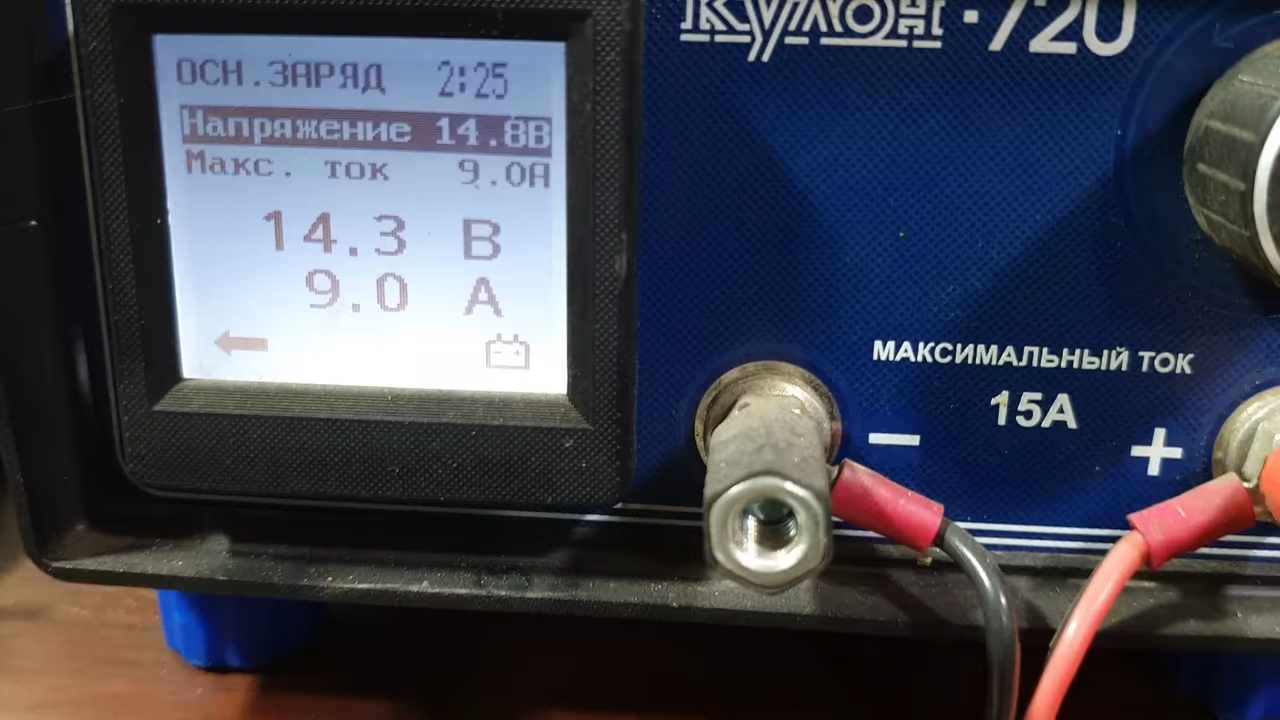 КУЛОН-720
ОСН.ЗАРЯД 2:25
Напряжение 14.8В
Макс. ток 9.0А
14.3 В
9.0 А
МАКСИМАЛЬНЫЙ ТОК
15А
− +